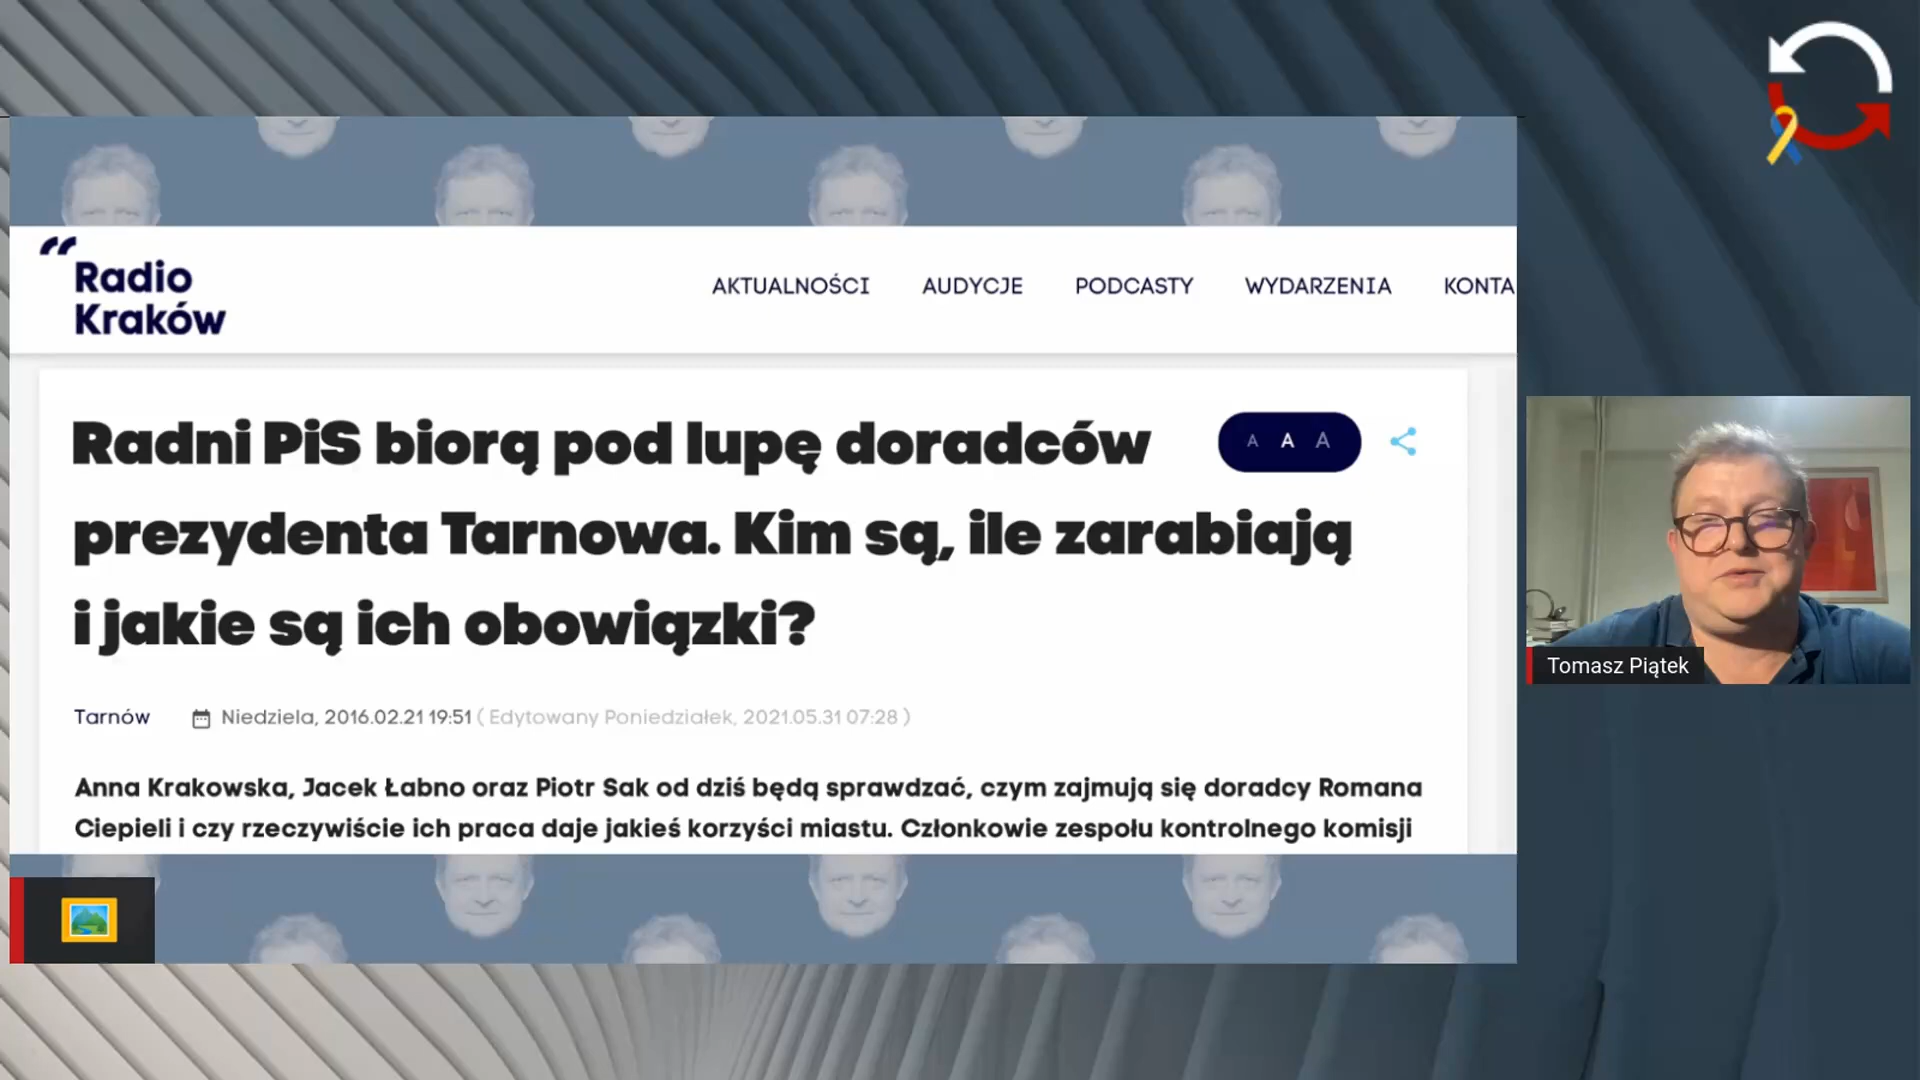 Radio
Kraków
AKTUALNOŚCI AUDYCJE PODCASTY WYDARZENIA KONTA
Radni PiS biorą pod lupę doradców
prezydenta Tarnowa. Kim są, ile zarabiają
i jakie są ich obowiązki?
A A A
Tarnów Niedziela, 2016.02.21 19:51 ( Edytowany Poniedziałek, 2021.05.31 07:28 )
Anna Krakowska, Jacek Łabno oraz Piotr Sak od dziś będą sprawdzać, czym zajmują się doradcy Romana
Ciepieli i czy rzeczywiście ich praca daje jakieś korzyści miastu. Członkowie zespołu kontrolnego komisji
Tomasz Piątek